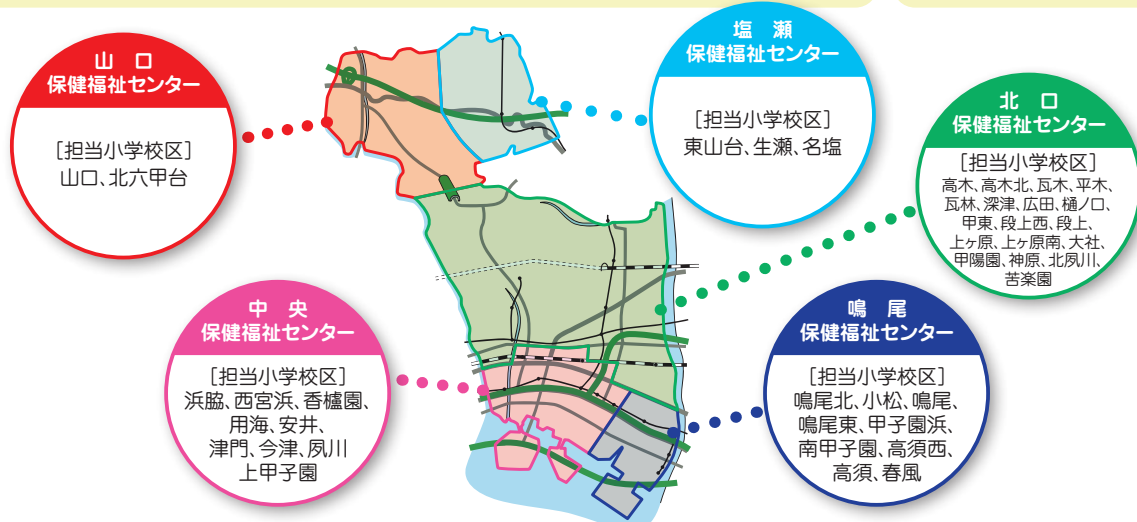 山口
保健福祉センター
[担当小学校区]
山口、北六甲台
塩瀬
保健福祉センター
[担当小学校区]
東山台、生瀬、名塩
北口
保健福祉センター
[担当小学校区]
高木、高木北、瓦木、平木、
瓦林、深津、広田、樋ノ口、
甲東、段上西、段上、
上ヶ原、上ヶ原南、大社、
甲陽園、神原、北夙川、
苦楽園
中央
保健福祉センター
[担当小学校区]
浜脇、西宮浜、香櫨園、
用海、安井、
津門、今津、夙川
上甲子園
鳴尾
保健福祉センター
[担当小学校区]
鳴尾北、小松、鳴尾、
鳴尾東、甲子園浜、
南甲子園、高須西、
高須、春風